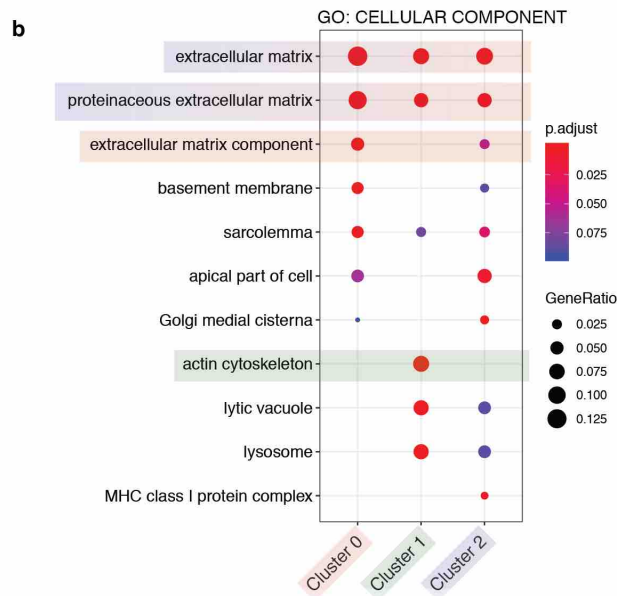 b
GO: CELLULAR COMPONENT
extracellular matrix
proteinaceous extracellular matrix
extracellular matrix component
basement membrane
sarcolemma
apical part of cell
Golgi medial cisterna
actin cytoskeleton
lytic vacuole
lysosome
MHC class I protein complex
Cluster 0
Cluster 1
Cluster 2
p.adjust
0.025
0.050
0.075
GeneRatio
0.025
0.050
0.075
0.100
0.125